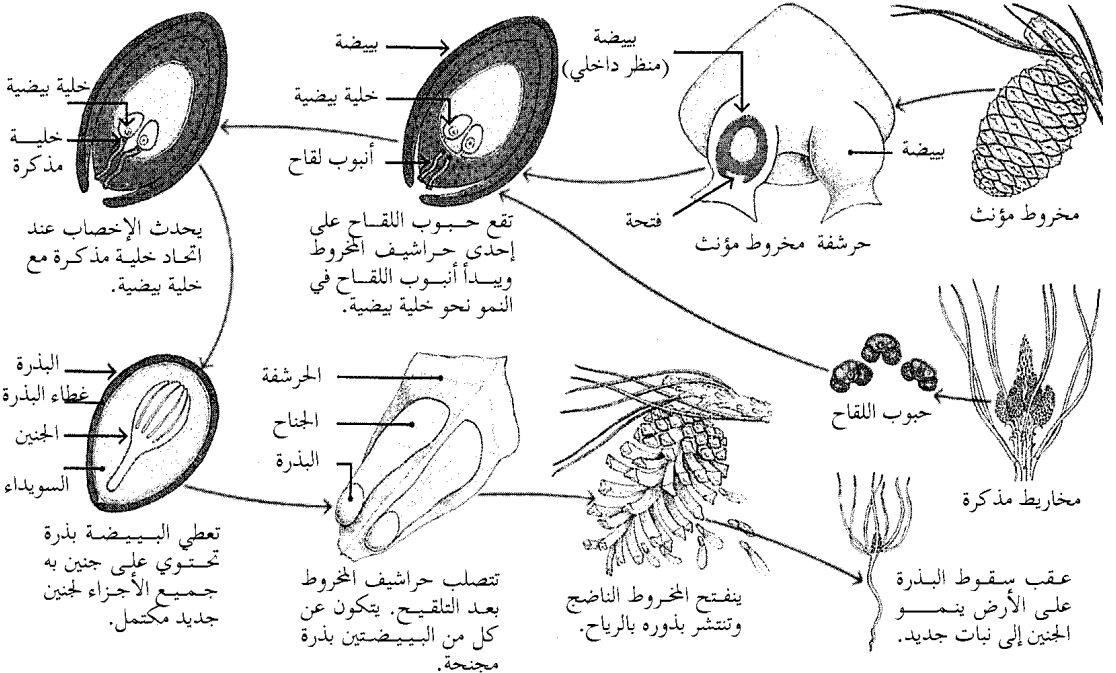 مخروط مؤنث
بييضة
(منظر داخلي)
بييضة
فتحة
حرشفة مخروط مؤنث
بييضة
خلية بيضية
أنبوب لقاح
تقع حبوب اللقاح على
إحدى حراشيف المخروط
ويبدأ أنبوب اللقاح في
النمو نحو خلية بيضية.
خلية بيضية
خلية
مذكرة
يحدث الإخصاب عند
اتحاد خلية مذكرة مع
خلية بيضية.
مخاريط مذكرة
حبوب اللقاح
البذرة
غطاء البذرة
الجنين
السويداء
تعطي البييضة بذرة
تحتوي على جنين به
جميع الأجزاء لجنين
جديد مكتمل.
الحرشفة
الجناح
البذرة
تتصلب حراشيف المخروط
بعد التلقيح. يتكون عن
كل من البييضتين بذرة
مجنحة.
ينفتح المخروط الناضج
وتنتشر بذوره بالرياح.
عقب سقوط البذرة
على الأرض ينمو
الجنين إلى نبات جديد.